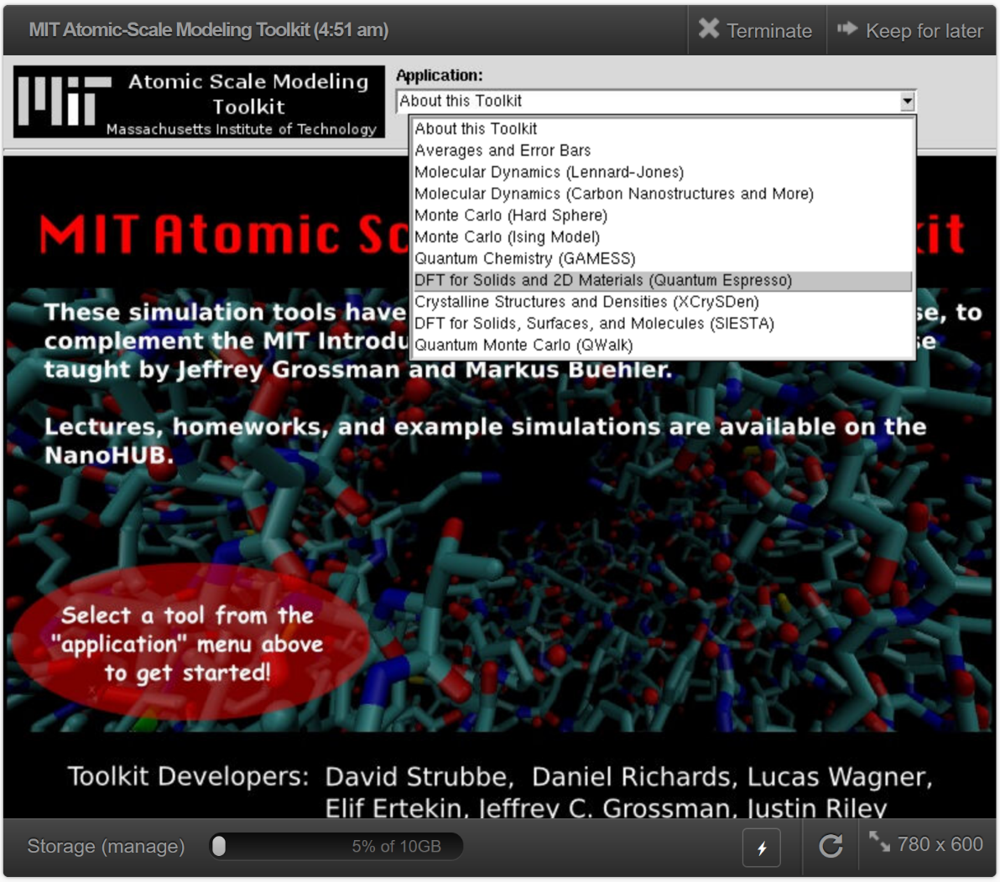 MIT Atomic-Scale Modeling Toolkit (4:51 am)
Terminate
Keep for later
MIT
Atomic Scale Modeling
Toolkit
Massachusetts Institute of Technology
Application:
About this Toolkit
About this Toolkit
Averages and Error Bars
Molecular Dynamics (Lennard-Jones)
Molecular Dynamics (Carbon Nanostructures and More)
Monte Carlo (Hard Sphere)
Monte Carlo (Ising Model)
Quantum Chemistry (GAMESS)
DFT for Solids and 2D Materials (Quantum Espresso)
Crystalline Structures and Densities (XCrySDen)
DFT for Solids, Surfaces, and Molecules (SIESTA)
Quantum Monte Carlo (QWalk)
MIT Atomic Sc kit
These simulation tools have se, to
complement the MIT Introdu se
taught by Jeffrey Grossman and Markus Buehler.
Lectures, homeworks, and example simulations are available on the
NanoHUB.
Select a tool from the
"application" menu above
to get started!
Toolkit Developers: David Strubbe, Daniel Richards, Lucas Wagner,
Elif Ertekin, Jeffrey C. Grossman, Justin Riley
Storage (manage)
5% of 10GB
780 x 600